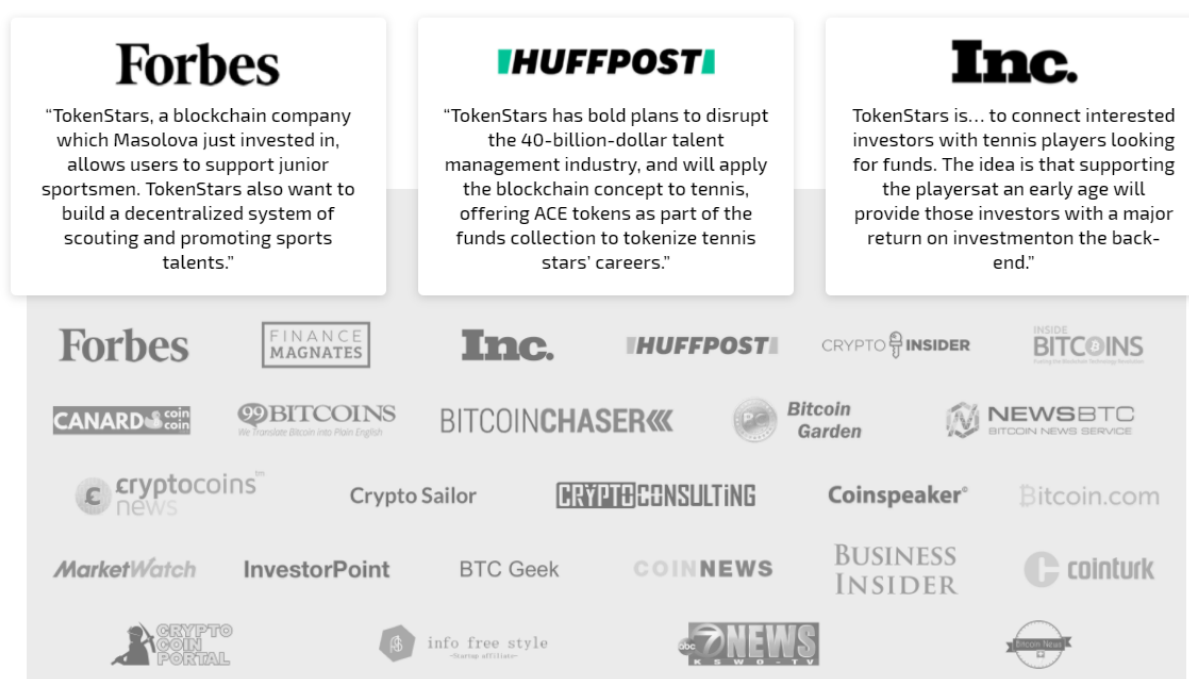 Forbes
“TokenStars, a blockchain company
which Masolova just invested in,
allows users to support junior
sportsmen. TokenStars also want to
build a decentralized system of
scouting and promoting sports
talents.”
HUFFPOST
“TokenStars has bold plans to disrupt
the 40-billion-dollar talent
management industry, and will apply
the blockchain concept to tennis,
offering ACE tokens as part of the
funds collection to tokenize tennis
stars’ careers.”
Inc.
TokenStars is... to connect interested
investors with tennis players looking
for funds. The idea is that supporting
the playersat an early age will
provide those investors with a major
return on investmenton the back-
end.”
Forbes
FINANCE
MAGNATES
Inc.
HUFFPOST
CRYPTO INSIDER
INSIDE
BITCOINS
CANARD coin
coin
99BITCOINS
We Translate Bitcoin into Plain English
BITCOINCHASER
BG
Bitcoin
Garden
NEWSBTC
BITCOIN NEWS SERVICE
cryptocoins
news
Crypto Sailor
CRYPTOCONSULTiNG
Coinspeaker
Bitcoin.com
MarketWatch
InvestorPoint
BTC Geek
COINNEWS
BUSINESS
INSIDER
cointurk
CRYPTO
COIN
PORTAL
info free style
-Startup affiliate-
abc 7NEWS
KSWO-TV
Bitcoin News